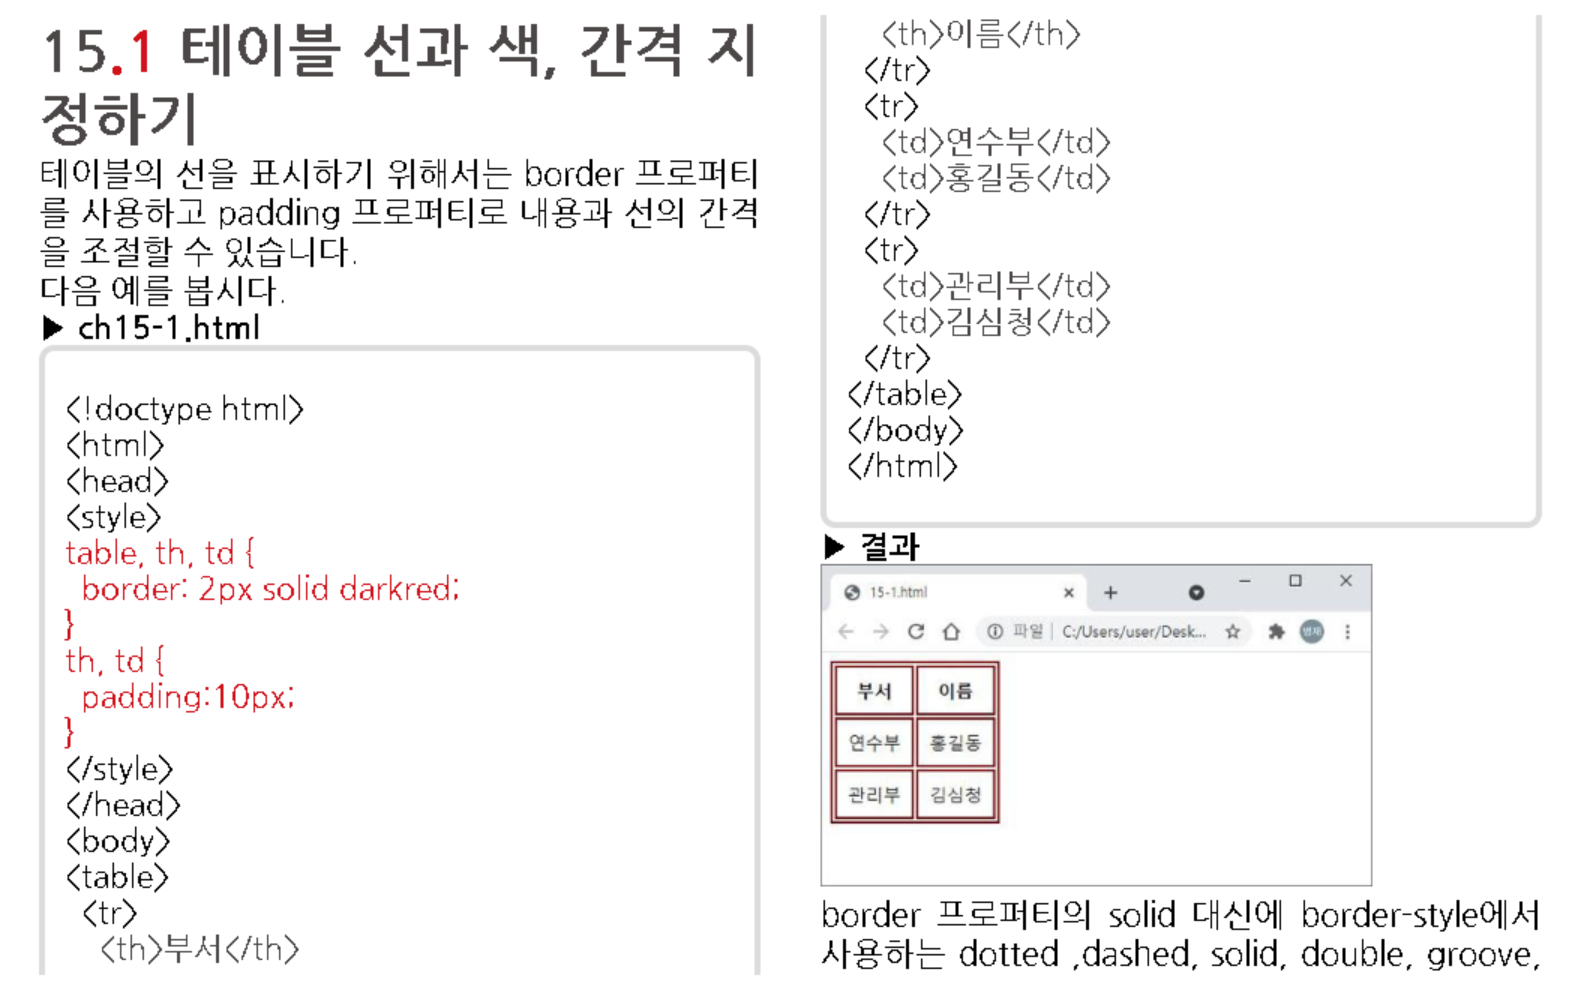 15.1 테이블 선과 색, 간격 지
정하기
테이블의 선을 표시하기 위해서는 border 프로퍼티
를 사용하고 padding 프로퍼티로 내용과 선의 간격
을 조절할 수 있습니다.
다음 예를 봅시다.
▶ ch15-1.html
<!doctype html>
<html>
<head>
<style>
table, th, td {
border: 2px solid darkred;
}
th, td {
padding:10px;
}
</style>
</head>
<body>
<table>
<tr>
<th>부서</th>
<th>이름</th>
</tr>
<tr>
<td>연수부</td>
<td>홍길동</td>
</tr>
<tr>
<td>관리부</td>
<td>김심청</td>
</tr>
</table>
</body>
</html>
▶ 결과
15-1.html
파일 | C:/Users/user/Desk...
부서 이름
연수부 홍길동
관리부 김심청
border 프로퍼티의 solid 대신에 border-style에서
사용하는 dotted ,dashed, solid, double, groove,